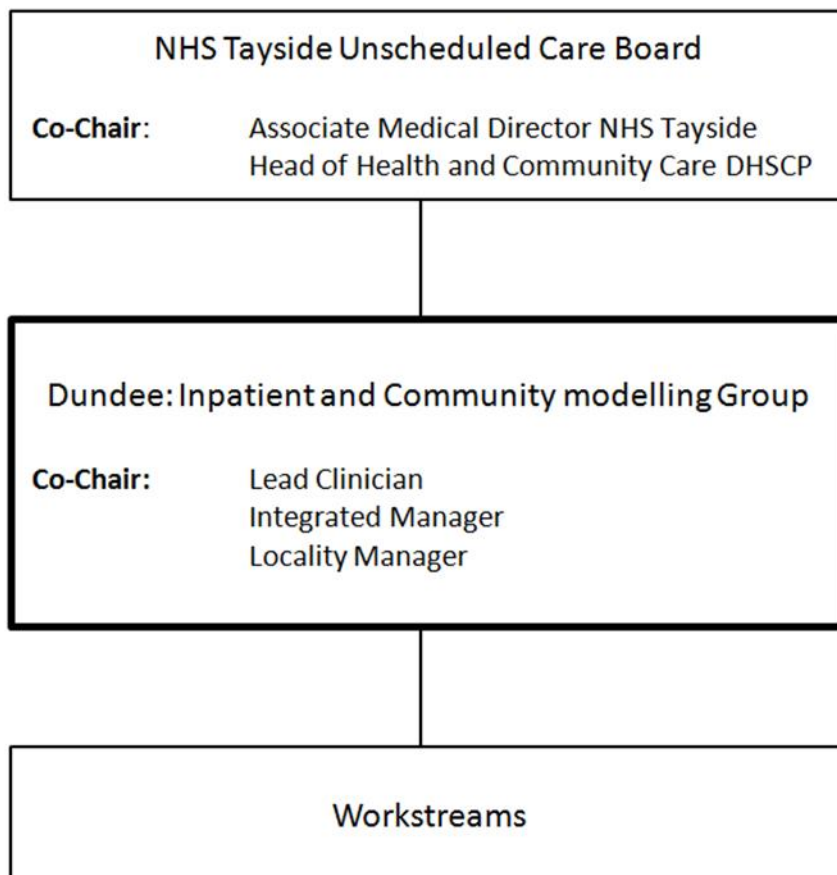 NHS Tayside Unscheduled Care Board
Co-Chair: Associate Medical Director NHS Tayside
Head of Health and Community Care DHSCP
Dundee: Inpatient and Community modelling Group
Co-Chair: Lead Clinician
Integrated Manager
Locality Manager
Workstreams